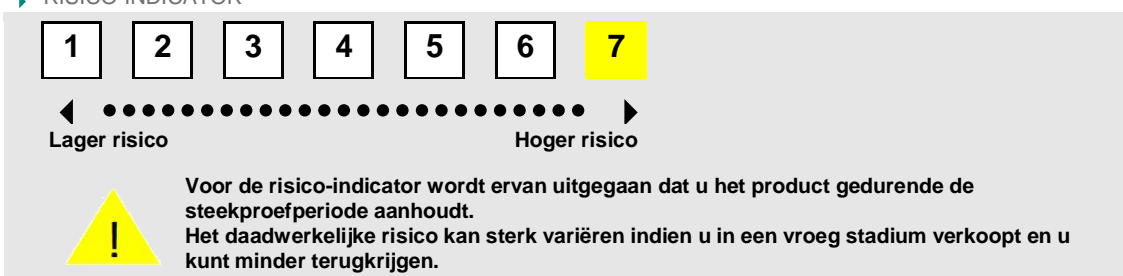 RISICO-INDICATOR
1 2 3 4 5 6 7
Lager risico Hoger risico
Voor de risico-indicator wordt ervan uitgegaan dat u het product gedurende de
steekproefperiode aanhoudt.
!
Het daadwerkelijke risico kan sterk variëren indien u in een vroeg stadium verkoopt en u
kunt minder terugkrijgen.